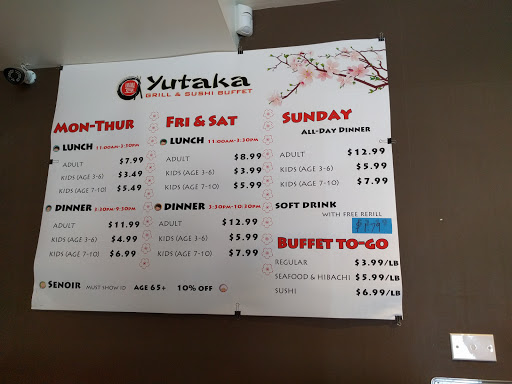 Yutaka
GRILL & SUSHI BUFFET
MON-THUR
LUNCH 11:00AM-3:30PM
ADULT $7.99
KIDS (AGE 3-6) $3.49
KIDS (AGE 7-10) $5.49
DINNER 3:30PM-9:30PM
ADULT $11.99
KIDS (AGE 3-6) $4.99
KIDS (AGE 7-10) $6.99
FRI & SAT
LUNCH 11:00AM-3:30PM
ADULT $8.99
KIDS (AGE 3-6) $3.99
KIDS (AGE 7-10) $5.99
DINNER 3:30PM-10:30PM
ADULT $12.99
KIDS (AGE 3-6) $5.99
KIDS (AGE 7-10) $7.99
SUNDAY
ALL-DAY DINNER
ADULT $12.99
KIDS (AGE 3-6) $5.99
KIDS (AGE 7-10) $7.99
SOFT DRINK
WITH FREE RERILL
BUFFET TO-GO
REGULAR $3.99/LB
SEAFOOD & HIBACHI $5.99/LB
SUSHI $6.99/LB
SENOIR MUST SHOW ID AGE 65+ 10% OFF